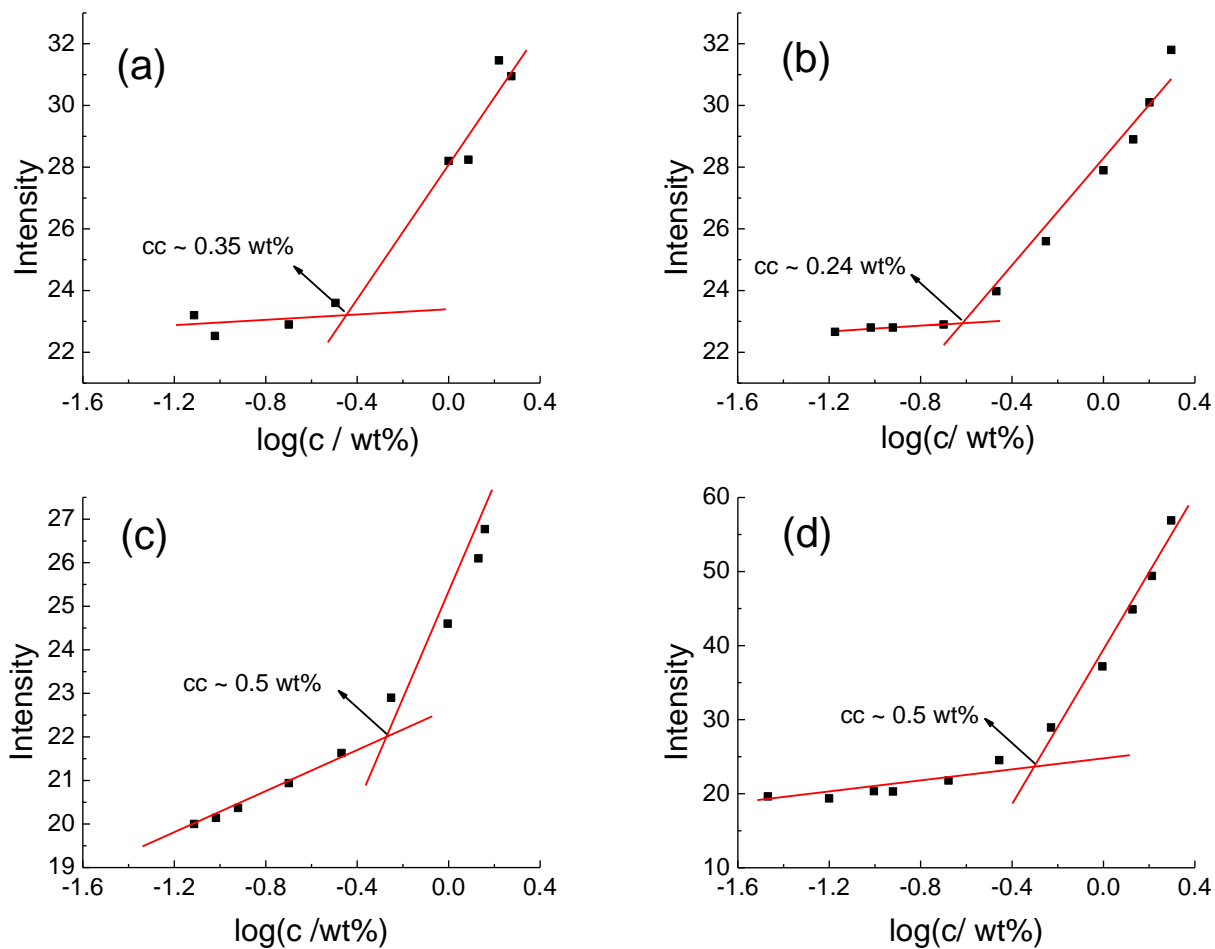 (a)
Intensity
32
30
28
26
24
22
cc ~ 0.35 wt%
-1.6 -1.2 -0.8 -0.4 0.0 0.4
log(c / wt%)
(b)
Intensity
32
30
28
26
24
22
cc ~ 0.24 wt%
-1.6 -1.2 -0.8 -0.4 0.0 0.4
log(c/ wt%)
(c)
Intensity
27
26
25
24
23
22
21
20
19
cc ~ 0.5 wt%
-1.6 -1.2 -0.8 -0.4 0.0 0.4
log(c /wt%)
(d)
Intensity
60
50
40
30
20
10
cc ~ 0.5 wt%
-1.6 -1.2 -0.8 -0.4 0.0 0.4
log(c/ wt%)